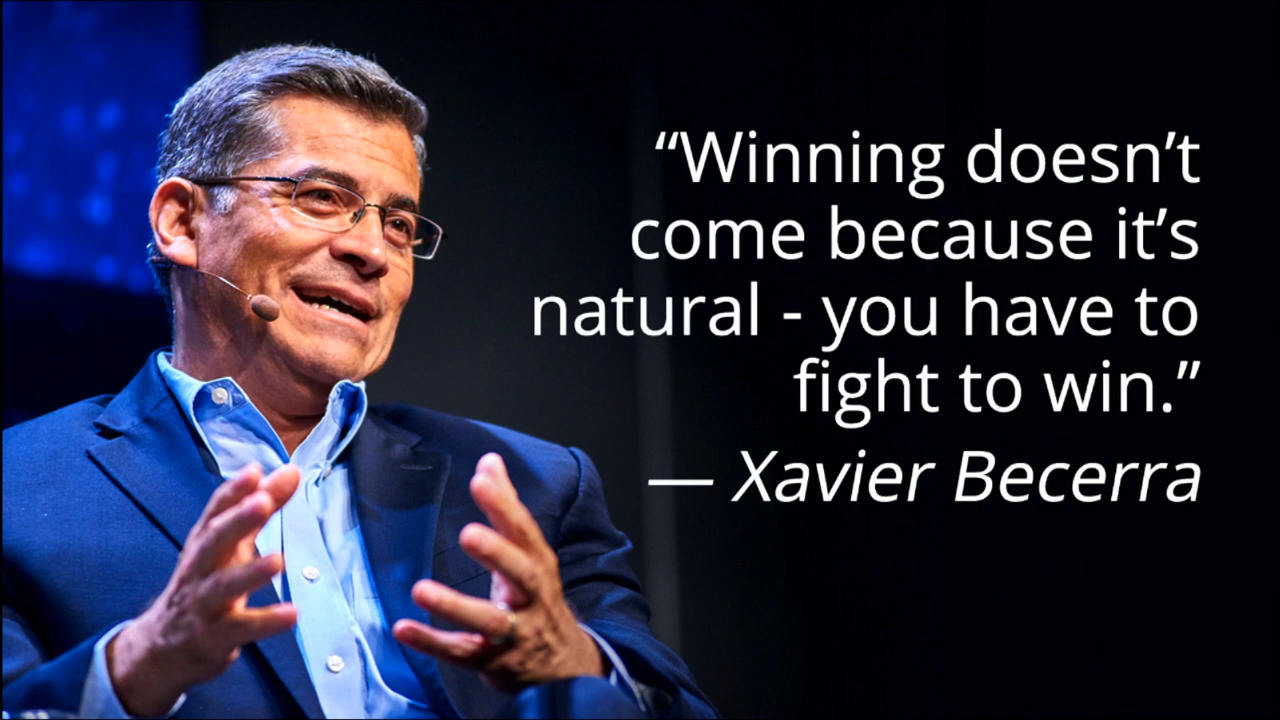 “Winning doesn’t
come because it’s
natural - you have to
fight to win.”
— Xavier Becerra